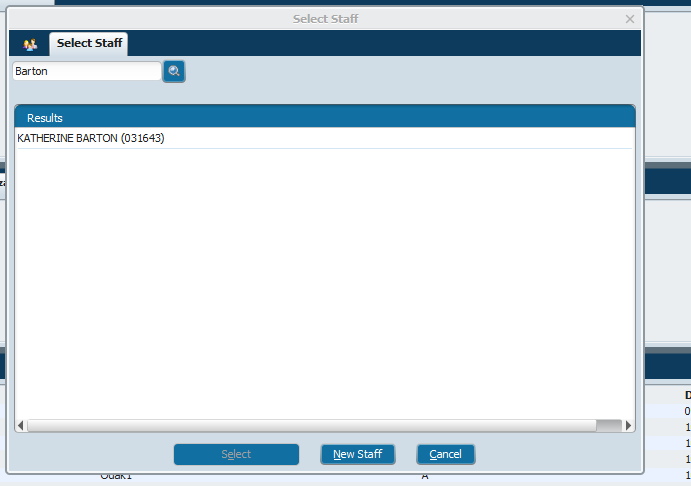 Select Staff
Select Staff
Barton
Results
KATHERINE BARTON (031643)
Select
New Staff
Cancel
A